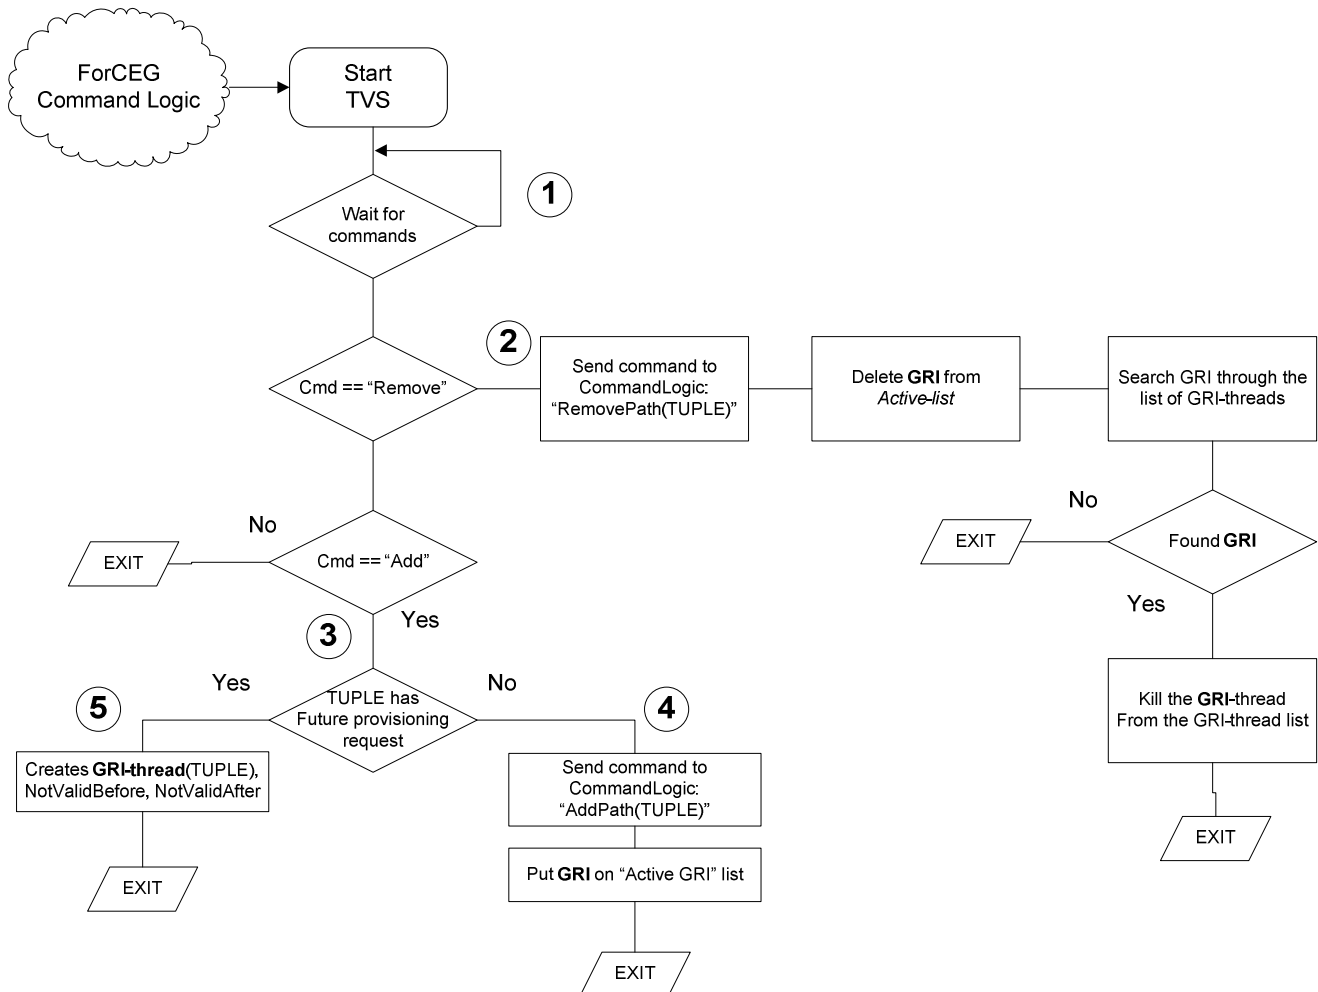 ForCEG
Command Logic
Start
TVS
1
Wait for
commands
2
Cmd == “Remove”
Send command to
CommandLogic:
“RemovePath(TUPLE)”
Delete GRI from
Active-list
Search GRI through the
list of GRI-threads
No
EXIT
Cmd == “Add”
Yes
No
EXIT
Found GRI
Yes
3
Yes
No
5
TUPLE has
Future provisioning
request
4
Kill the GRI-thread
From the GRI-thread list
Creates GRI-thread(TUPLE),
NotValidBefore, NotValidAfter
Send command to
CommandLogic:
“AddPath(TUPLE)”
EXIT
EXIT
Put GRI on “Active GRI” list
EXIT